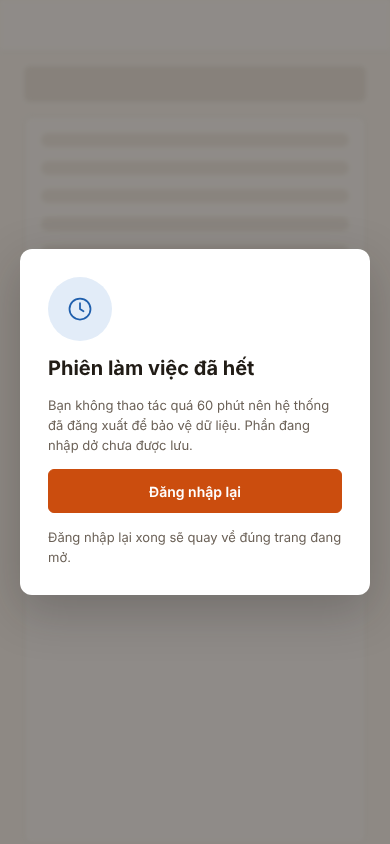 Phiên làm việc đã hết
Bạn không thao tác quá 60 phút nên hệ thống
đã đăng xuất để bảo vệ dữ liệu. Phần đang
nhập dở chưa được lưu.
Đăng nhập lại
Đăng nhập lại xong sẽ quay về đúng trang đang
mở.